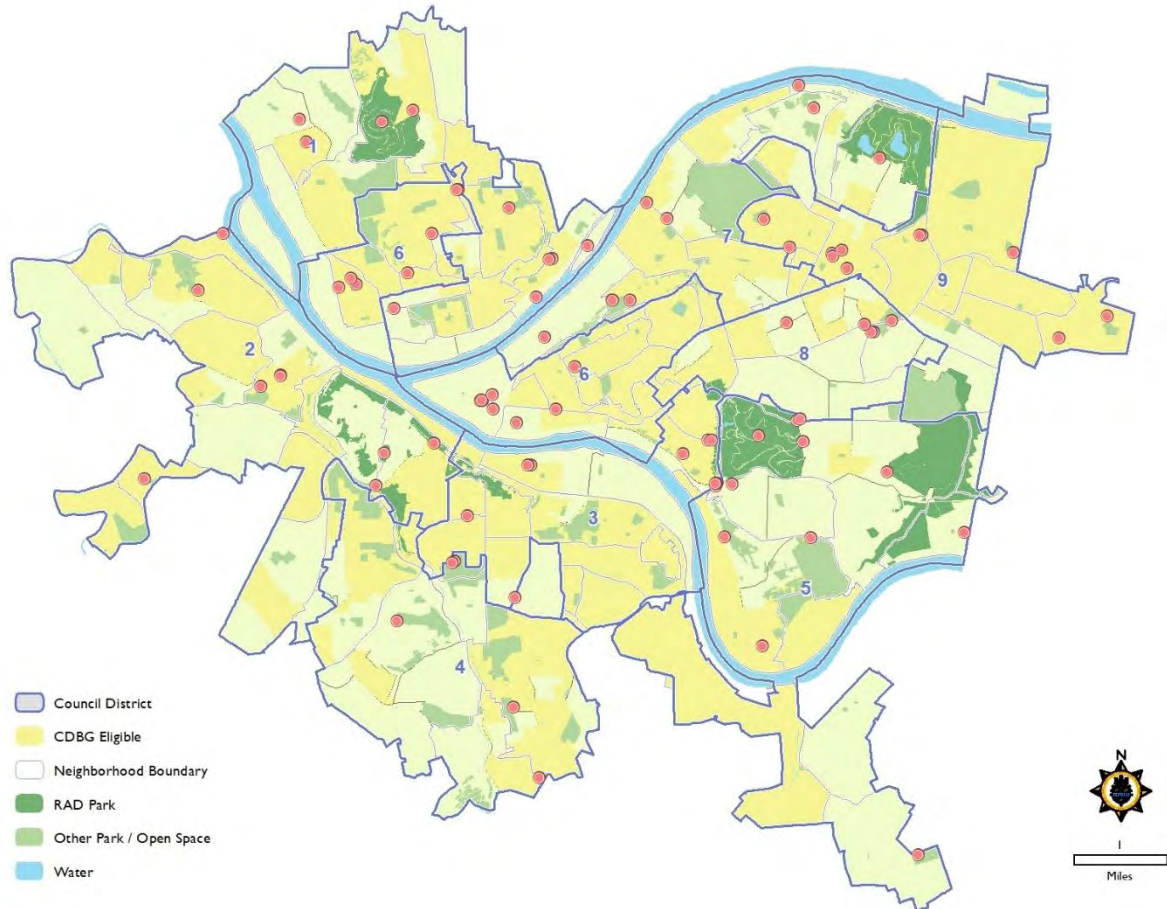 1
7
6
9
2
8
6
3
5
4
Council District
CDBG Eligible
Neighborhood Boundary
RAD Park
Other Park / Open Space
Water
N
1
Miles